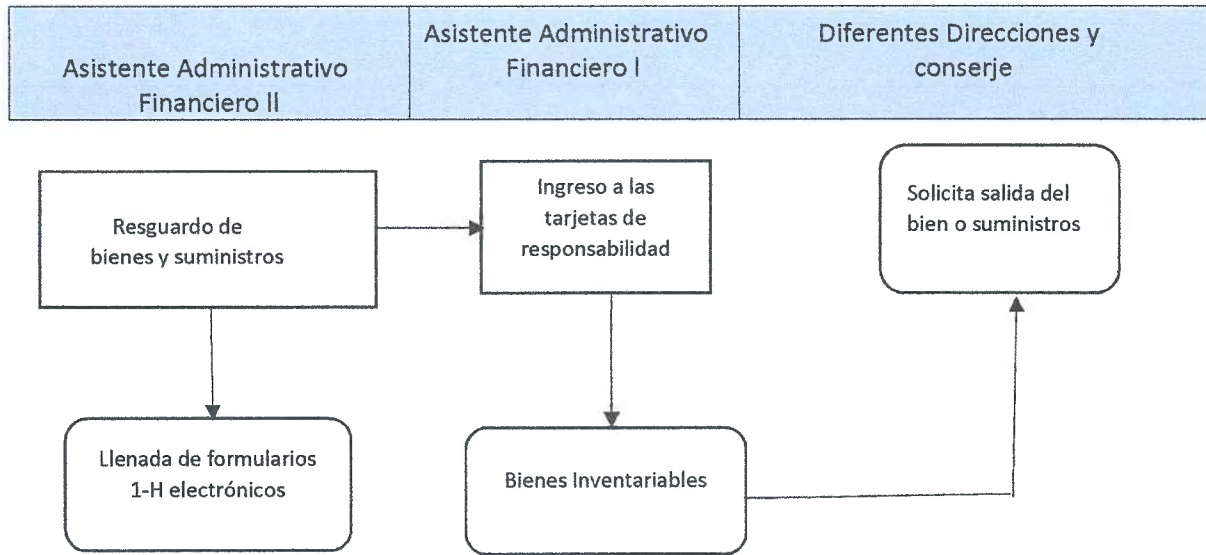 Asistente Administrativo
Financiero II
Asistente Administrativo
Financiero I
Diferentes Direcciones y
conserje
Resguardo de
bienes y suministros
Ingreso a las
tarjetas de
responsabilidad
Solicita salida del
bien o suministros
Llenada de formularios
1-H electrónicos
Bienes Inventariables